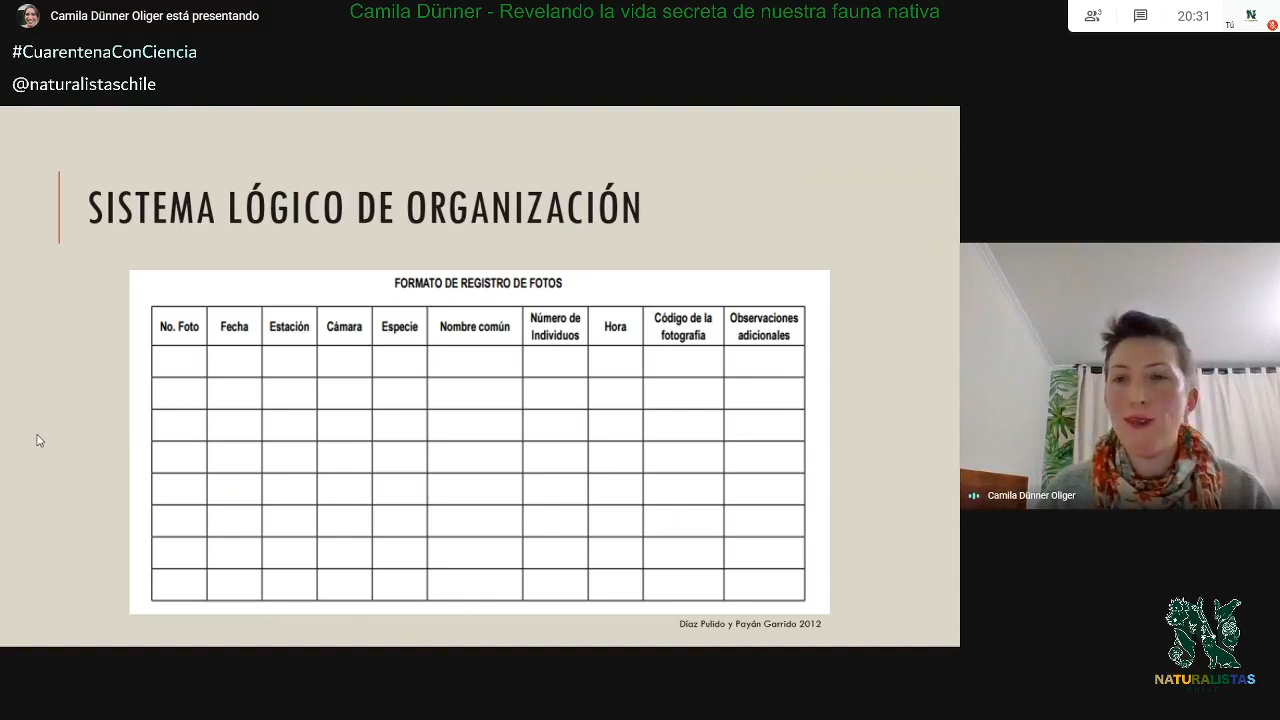 Camila Dünner Oliger está presentando
Camila Dünner - Revelando la vida secreta de nuestra fauna nativa
3
20:31
Tú
#CuarentenaConCiencia
@naturalistaschile
SISTEMA LÓGICO DE ORGANIZACIÓN
FORMATO DE REGISTRO DE FOTOS
No. Foto Fecha Estación Cámara Especie Nombre común Número de Individuos Hora Código de la fotografía Observaciones adicionales
Díaz Pulido y Payán Garrido 2012
Camila Dünner Oliger
NATURALISTAS